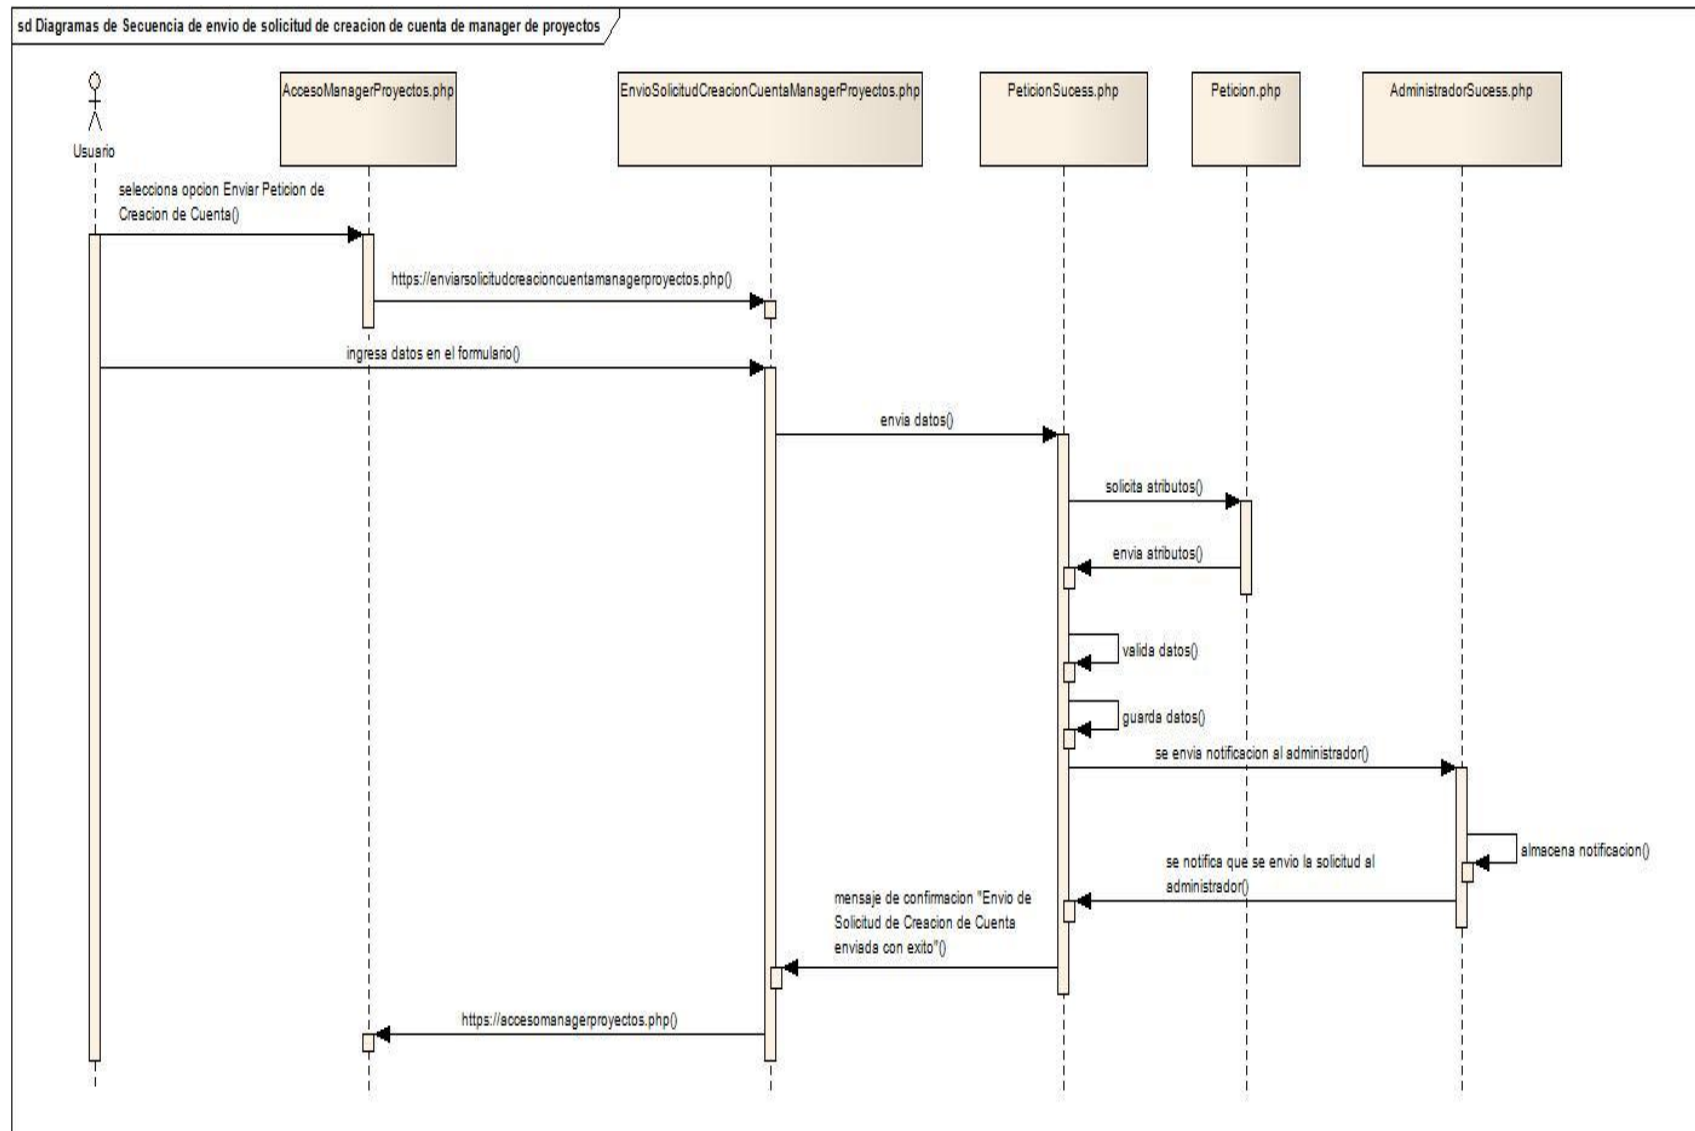 sd Diagramas de Secuencia de envio de solicitud de creacion de cuenta de manager de proyectos
Usuario
AccesoManagerProyectos.php
EnvioSolicitudCreacionCuentaManagerProyectos.php
PeticionSucess.php
Peticion.php
AdministradorSucess.php
selecciona opcion Enviar Peticion de
Creacion de Cuenta()
https://enviarsolicitudcreacioncuentamanagerproyectos.php()
ingresa datos en el formulario()
envia datos()
solicita atributos()
envia atributos()
valida datos()
guarda datos()
se envia notificacion al administrador()
almacena notificacion()
se notifica que se envio la solicitud al
administrador()
mensaje de confirmacion "Envio de
Solicitud de Creacion de Cuenta
enviada con exito"()
https://accesomanagerproyectos.php()